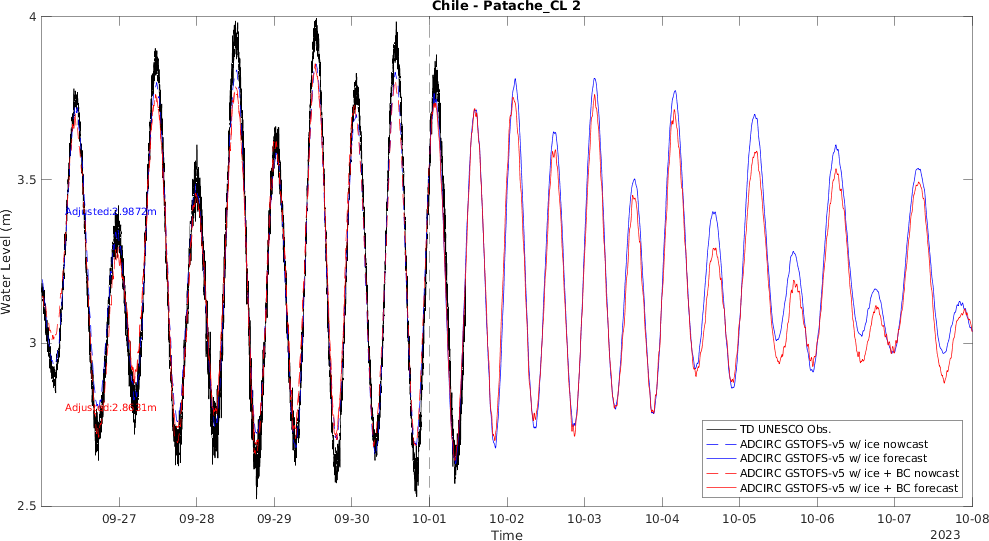 Chile - Patache_CL 2
4
3.5
3
2.5
Water Level (m)
Adjusted:2.9872m
TD UNESCO Obs.
ADCIRC GSTOFS-v5 w/ ice nowcast
ADCIRC GSTOFS-v5 w/ ice forecast
ADCIRC GSTOFS-v5 w/ ice + BC nowcast
ADCIRC GSTOFS-v5 w/ ice + BC forecast
09-27 09-28 09-29 09-30 10-01 10-02 10-03 10-04 10-05 10-06 10-07 10-08
Time
2023